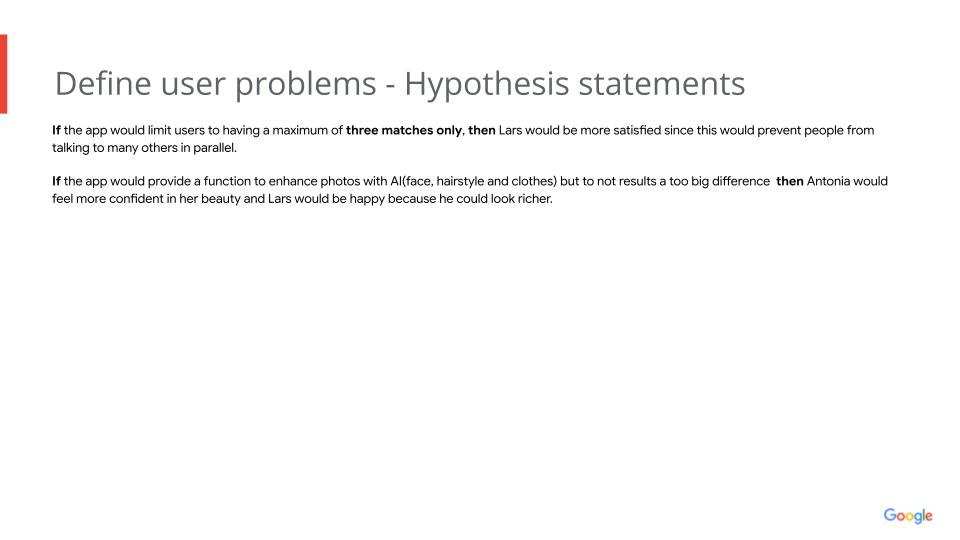 Define user problems - Hypothesis statements
If the app would limit users to having a maximum of three matches only, then Lars would be more satisfied since this would prevent people from
talking to many others in parallel.
If the app would provide a function to enhance photos with AI(face, hairstyle and clothes) but to not results a too big difference  then Antonia would
feel more confident in her beauty and Lars would be happy because he could look richer.
Google